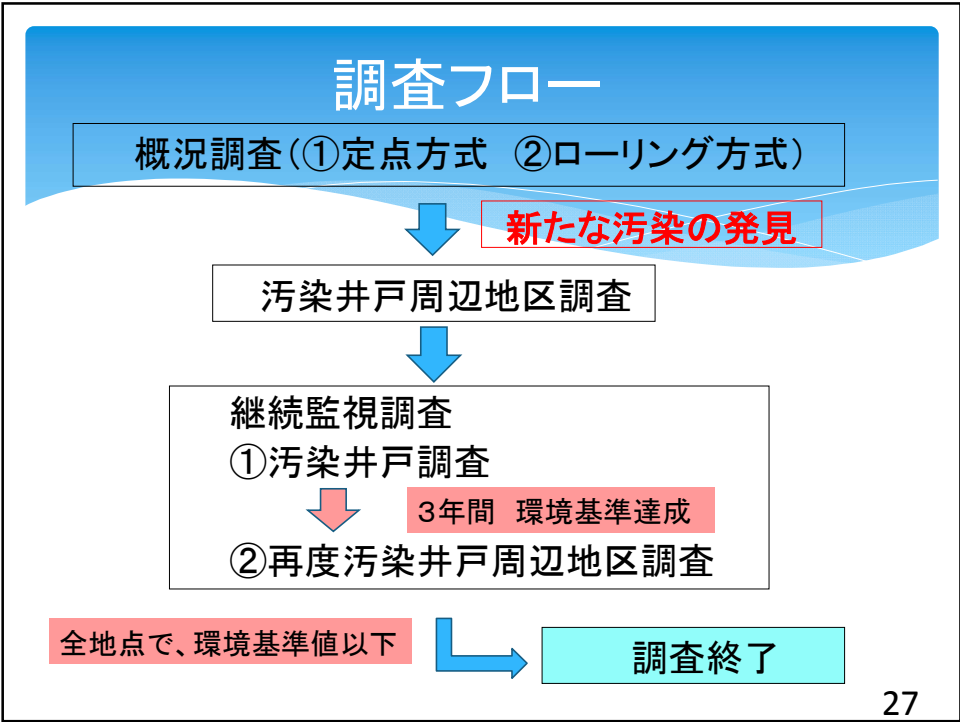 調査フロー
概況調査(①定点方式　②ローリング方式)
新たな汚染の発見
汚染井戸周辺地区調査
継続監視調査
①汚染井戸調査
3年間　環境基準達成
②再度汚染井戸周辺地区調査
全地点で、環境基準値以下
調査終了
27